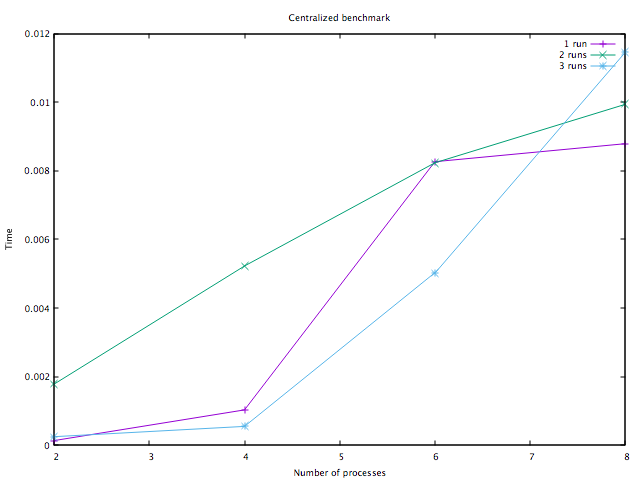 Centralized benchmark
0.012
0.01
0.008
0.006
0.004
0.002
0
Time
1 run
2 runs
3 runs
2 3 4 5 6 7 8
Number of processes